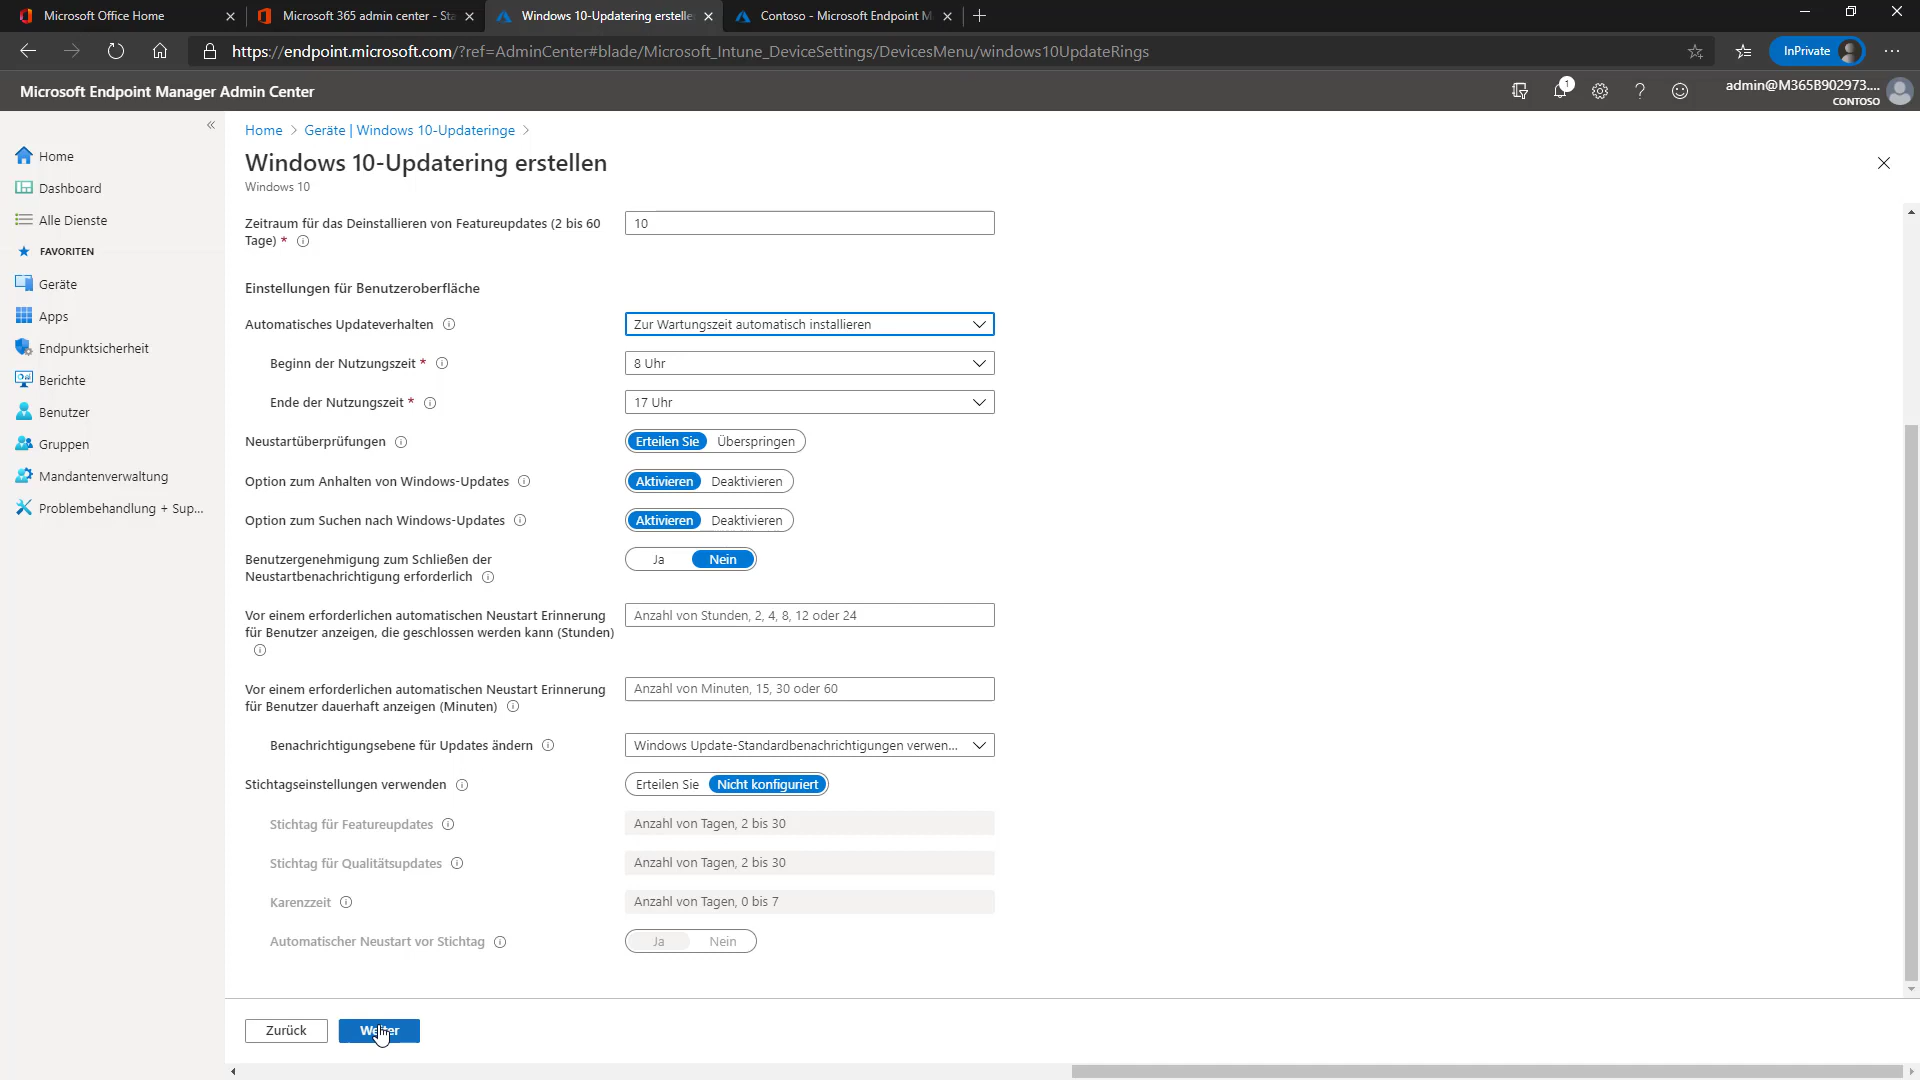 Microsoft Office Home
Microsoft 365 admin center - Sta
Windows 10-Updatering erstelle
Contoso - Microsoft Endpoint M
https://endpoint.microsoft.com/?ref=AdminCenter#blade/Microsoft_Intune_DeviceSettings/DevicesMenu/windows10UpdateRings
InPrivate
Microsoft Endpoint Manager Admin Center
1
admin@M365B902973....
CONTOSO
Home
Dashboard
Alle Dienste
FAVORITEN
Geräte
Apps
Endpunktsicherheit
Berichte
Benutzer
Gruppen
Mandantenverwaltung
Problembehandlung + Sup...
Home > Geräte | Windows 10-Updateringe >
Windows 10-Updatering erstellen
Windows 10
Zeitraum für das Deinstallieren von Featureupdates (2 bis 60
Tage) *
10
Einstellungen für Benutzeroberfläche
Automatisches Updateverhalten
Zur Wartungszeit automatisch installieren
Beginn der Nutzungszeit *
8 Uhr
Ende der Nutzungszeit *
17 Uhr
Neustartüberprüfungen
Erteilen Sie Überspringen
Option zum Anhalten von Windows-Updates
Aktivieren Deaktivieren
Option zum Suchen nach Windows-Updates
Aktivieren Deaktivieren
Benutzergenehmigung zum Schließen der
Neustartbenachrichtigung erforderlich
Ja Nein
Vor einem erforderlichen automatischen Neustart Erinnerung
für Benutzer anzeigen, die geschlossen werden kann (Stunden)
Anzahl von Stunden, 2, 4, 8, 12 oder 24
Vor einem erforderlichen automatischen Neustart Erinnerung
für Benutzer dauerhaft anzeigen (Minuten)
Anzahl von Minuten, 15, 30 oder 60
Benachrichtigungsebene für Updates ändern
Windows Update-Standardbenachrichtigungen verwen...
Stichtagseinstellungen verwenden
Erteilen Sie Nicht konfiguriert
Stichtag für Featureupdates
Anzahl von Tagen, 2 bis 30
Stichtag für Qualitätsupdates
Anzahl von Tagen, 2 bis 30
Karenzzeit
Anzahl von Tagen, 0 bis 7
Automatischer Neustart vor Stichtag
Ja Nein
Zurück
Weiter